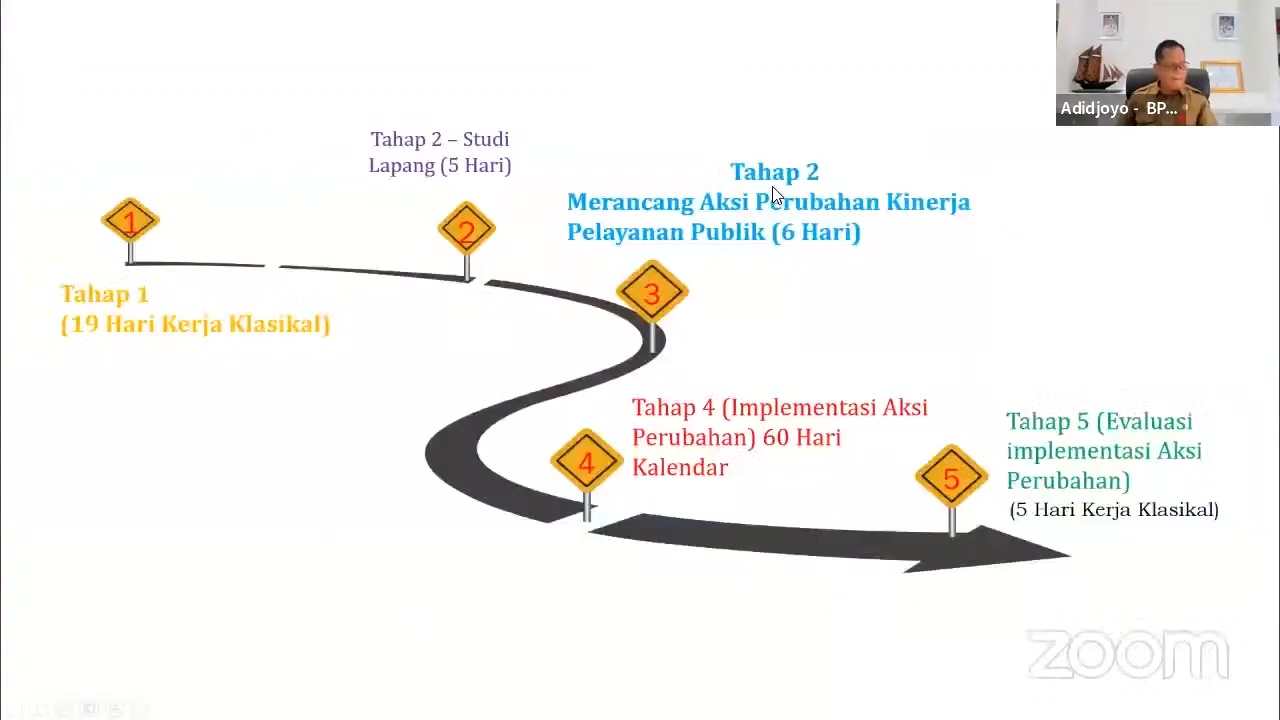 Adidjoyo - BP...
Tahap 2 – Studi
Lapang (5 Hari)
Tahap 2
Merancang Aksi Perubahan Kinerja
Pelayanan Publik (6 Hari)
1
2
3
Tahap 1
(19 Hari Kerja Klasikal)
Tahap 4 (Implementasi Aksi
Perubahan) 60 Hari
Kalendar
4
Tahap 5 (Evaluasi
implementasi Aksi
Perubahan)
(5 Hari Kerja Klasikal)
5
zoom